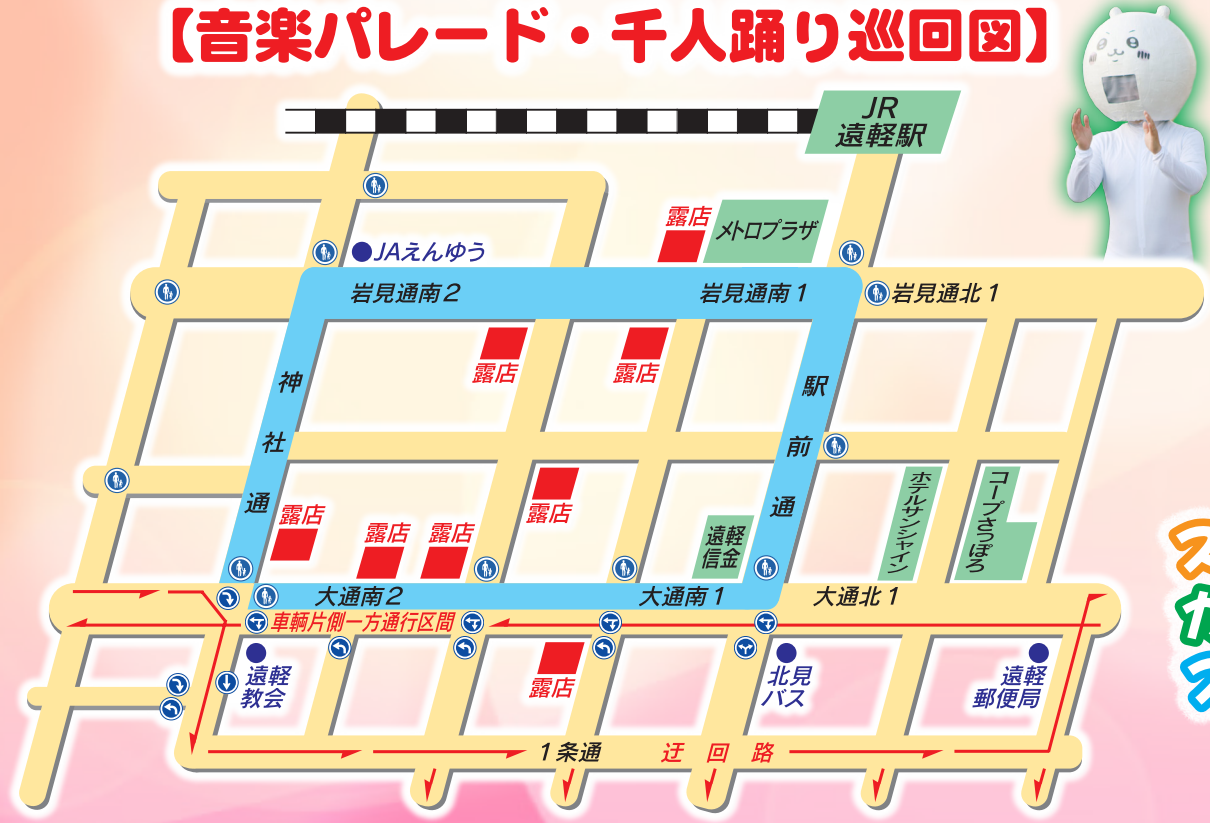 【音楽パレード・千人踊り巡回図】
JR
遠軽駅
露店
メトロプラザ
JAえんゆう
岩見通南2
岩見通南1
岩見通北1
露店
露店
神社通
駅前通
露店
露店
露店
露店
遠軽
信金
ホテルサンシャイン
コープさっぽろ
大通南2
大通南1
大通北1
車輌片側一方通行区間
遠軽
教会
露店
北見
バス
遠軽
郵便局
1条通
迂回路